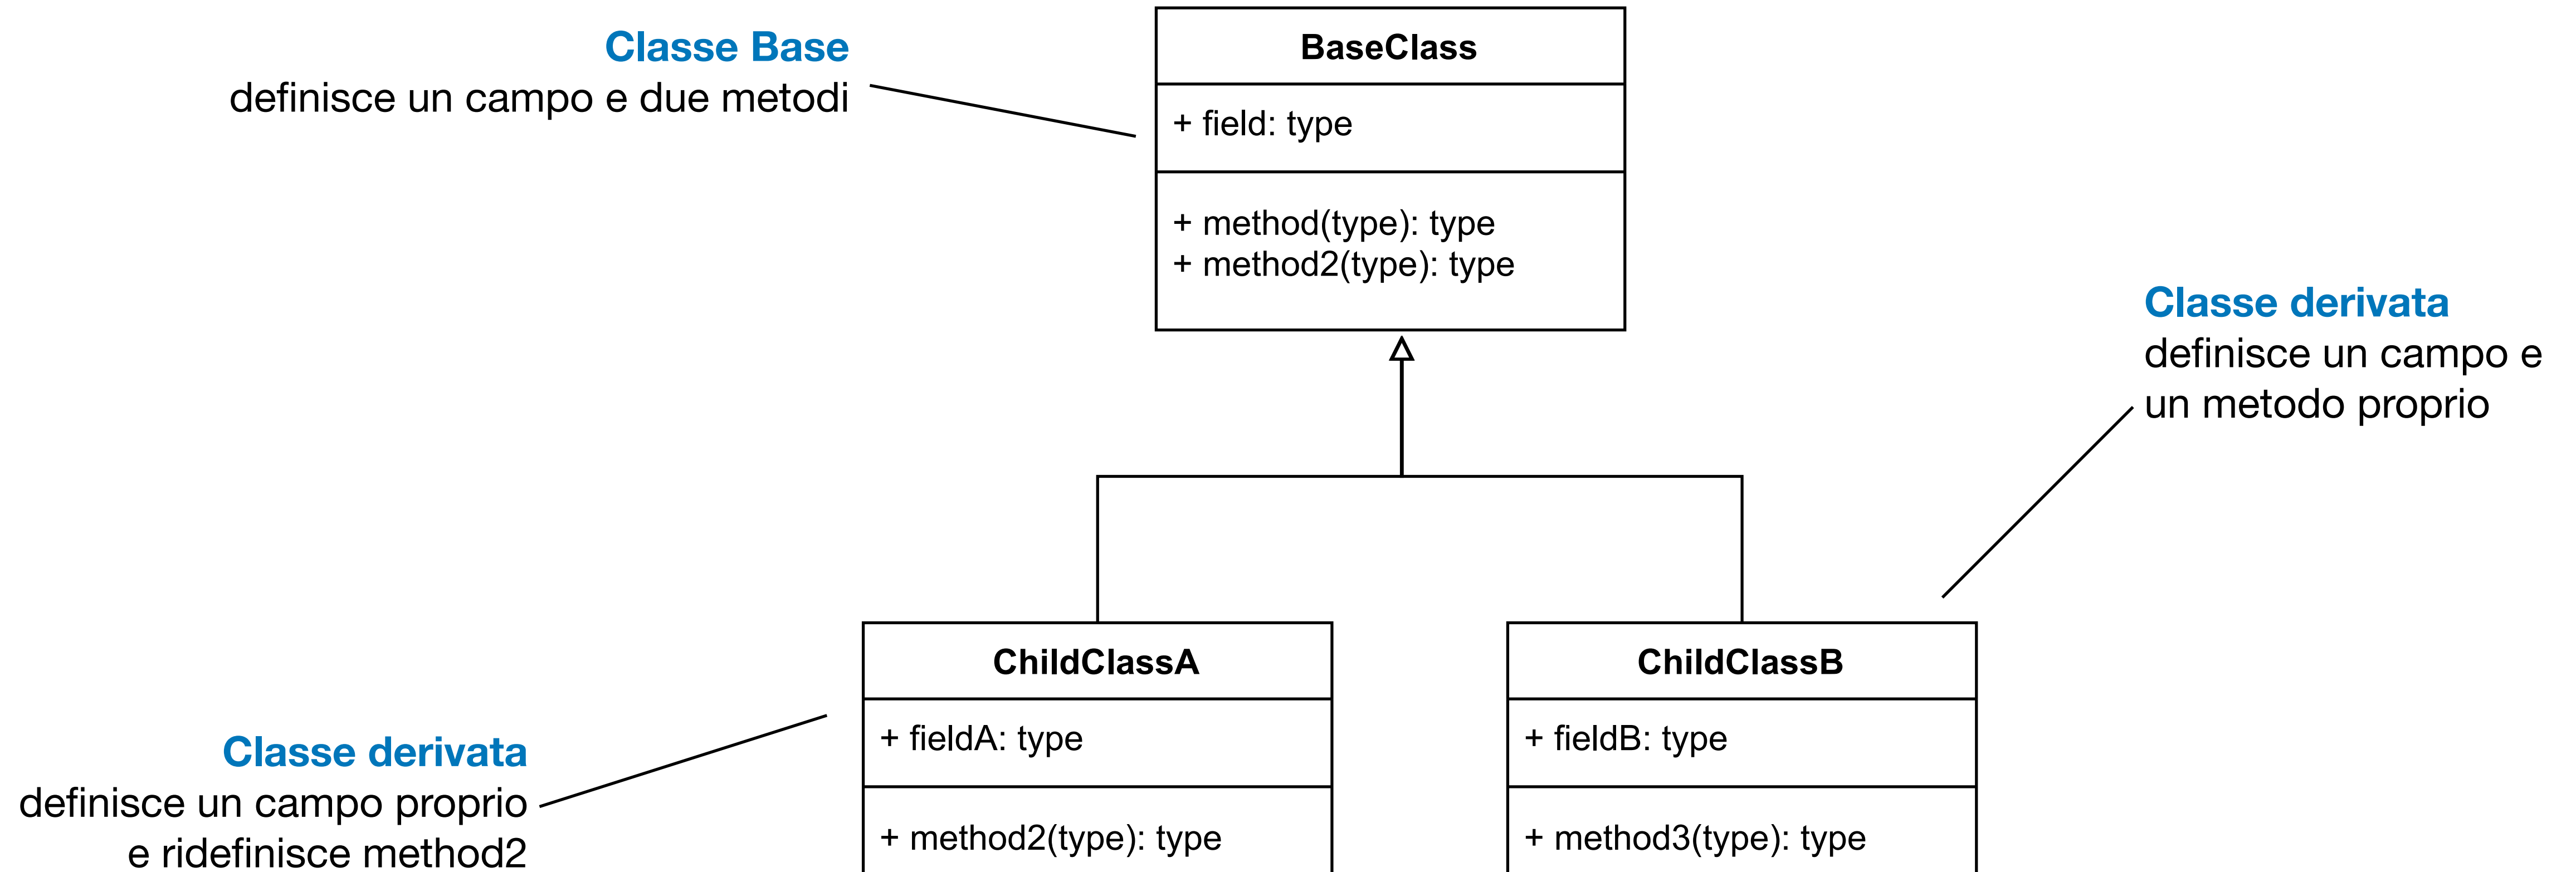 Classe Base
definisce un campo e due metodi
BaseClass
+ field: type
+ method(type): type
+ method2(type): type
Classe derivata
definisce un campo e
un metodo proprio
Classe derivata
definisce un campo proprio
e ridefinisce method2
ChildClassA
+ fieldA: type
+ method2(type): type
ChildClassB
+ fieldB: type
+ method3(type): type